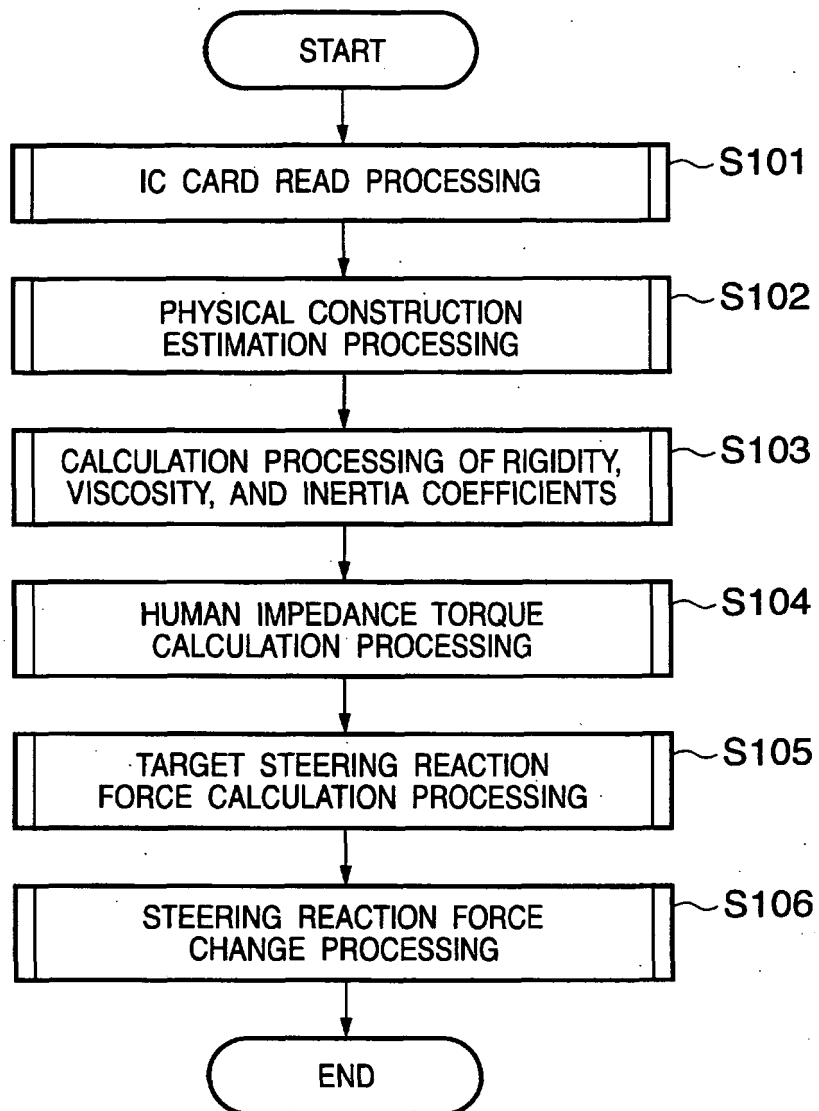 START
IC CARD READ PROCESSING
S101
PHYSICAL CONSTRUCTION
ESTIMATION PROCESSING
S102
CALCULATION PROCESSING OF RIGIDITY,
VISCOSITY, AND INERTIA COEFFICIENTS
S103
HUMAN IMPEDANCE TORQUE
CALCULATION PROCESSING
S104
TARGET STEERING REACTION
FORCE CALCULATION PROCESSING
S105
STEERING REACTION FORCE
CHANGE PROCESSING
S106
END